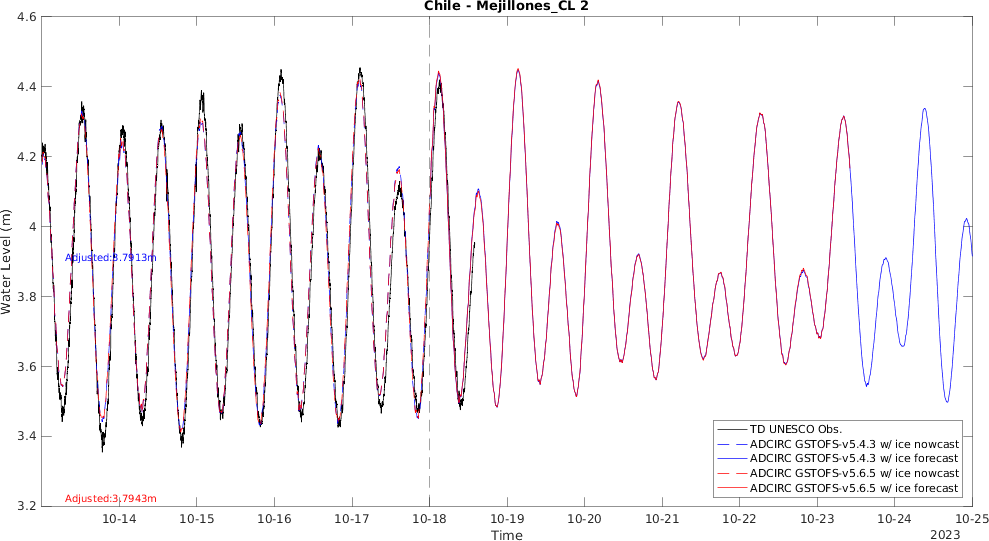 Chile - Mejillones_CL 2
4.6
4.4
4.2
4
3.8
3.6
3.4
3.2
Water Level (m)
Adjusted:3.7913m
Adjusted:3.7943m
TD UNESCO Obs.
ADCIRC GSTOFS-v5.4.3 w/ ice nowcast
ADCIRC GSTOFS-v5.4.3 w/ ice forecast
ADCIRC GSTOFS-v5.6.5 w/ ice nowcast
ADCIRC GSTOFS-v5.6.5 w/ ice forecast
10-14 10-15 10-16 10-17 10-18 10-19 10-20 10-21 10-22 10-23 10-24 10-25
Time
2023